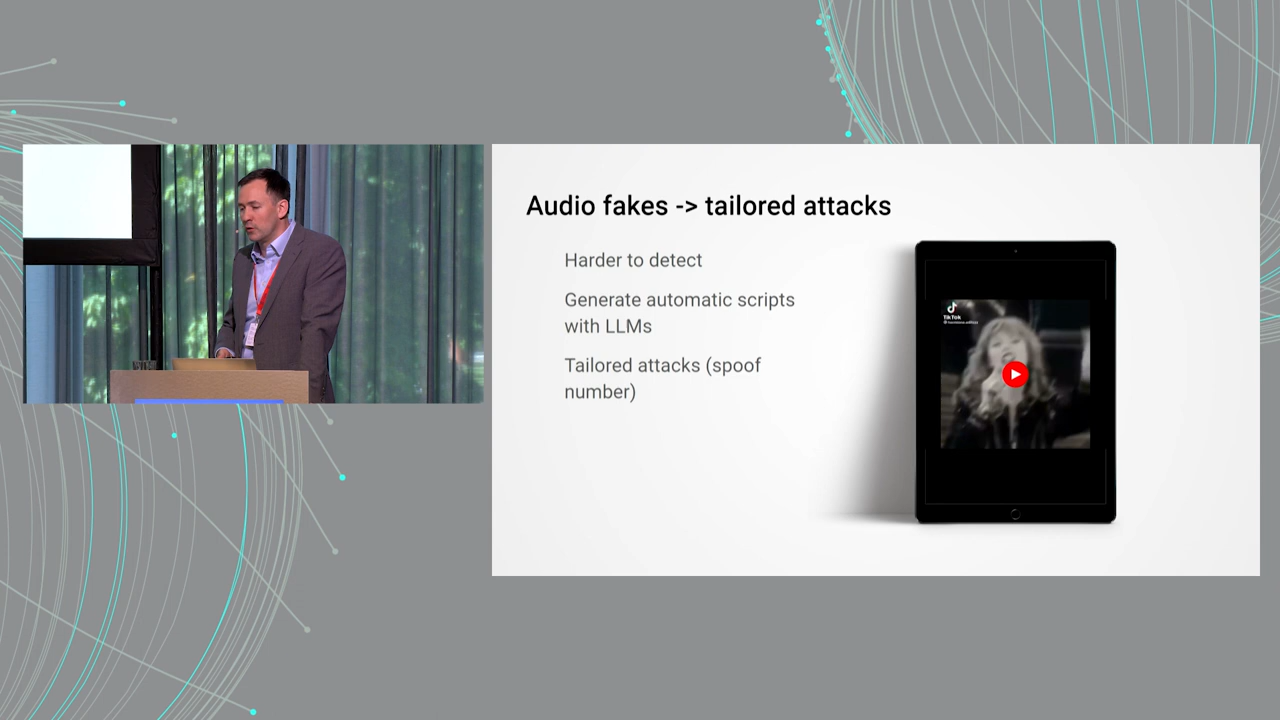 Audio fakes -> tailored attacks
Harder to detect
Generate automatic scripts
with LLMs
Tailored attacks (spoof
number)
TikTok